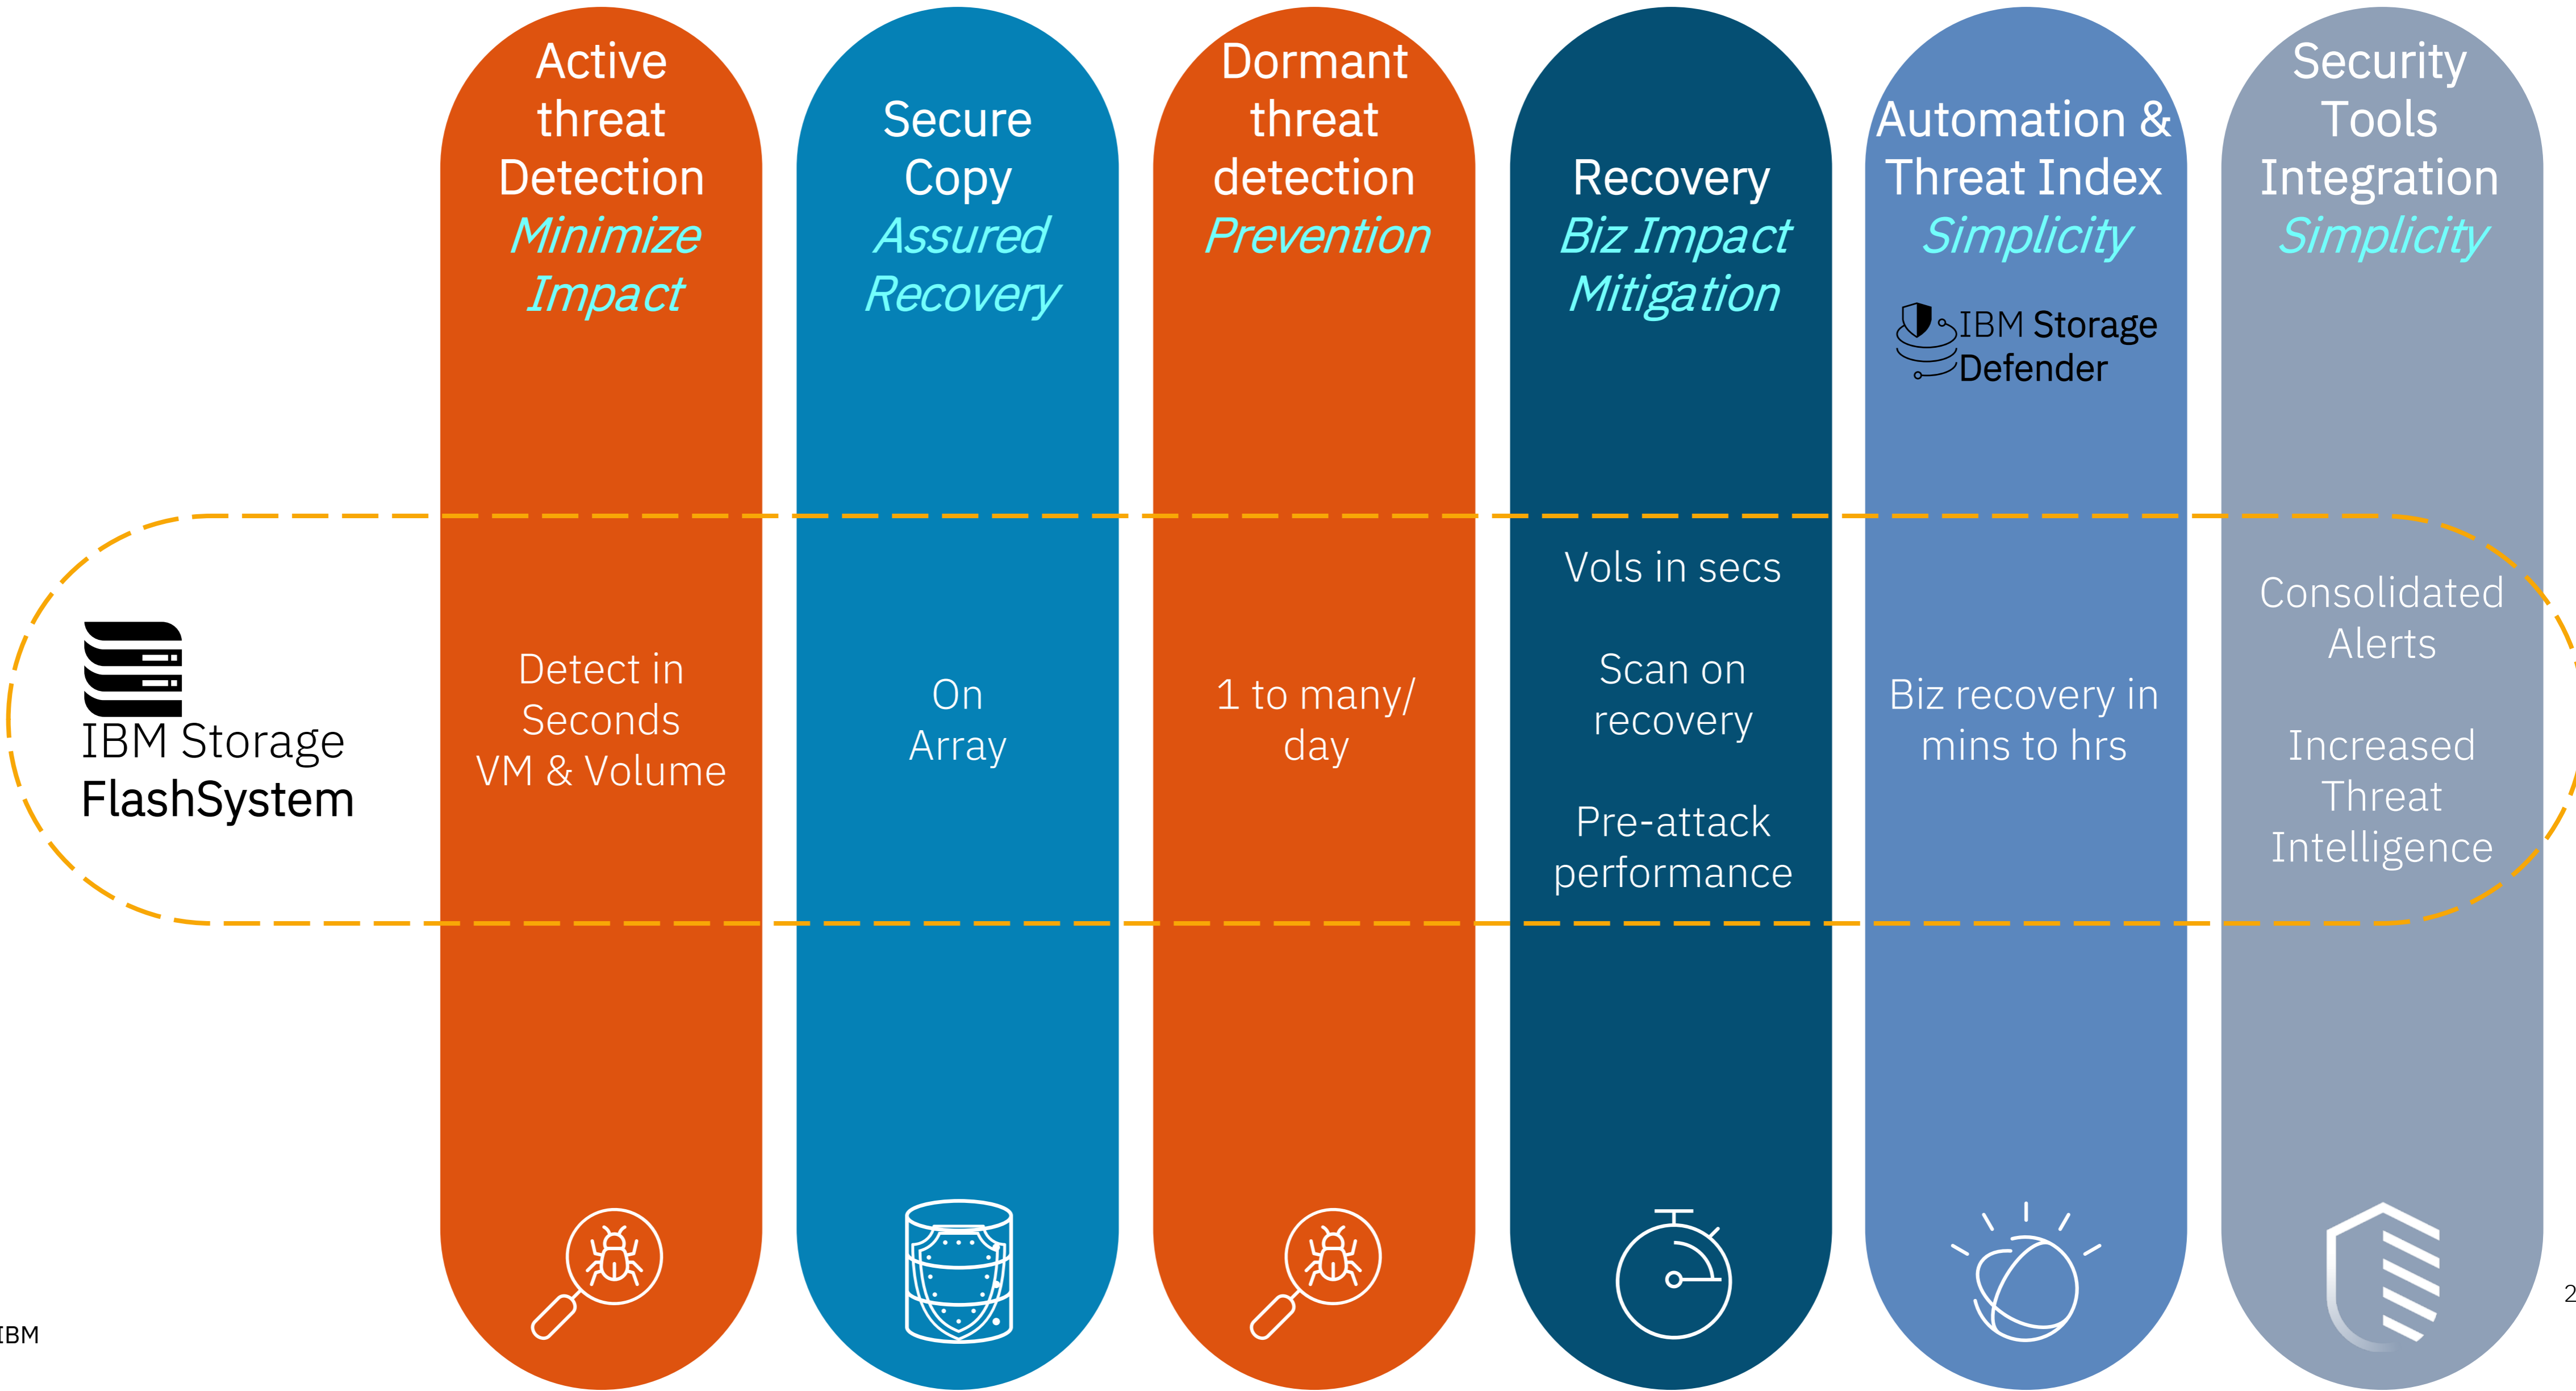 Active
threat
Detection
Minimize
Impact
Secure
Copy
Assured
Recovery
Dormant
threat
detection
Prevention
Recovery
Biz Impact
Mitigation
Automation &
Threat Index
Simplicity
IBM Storage
Defender
Security
Tools
Integration
Simplicity
IBM Storage
FlashSystem
Detect in
Seconds
VM & Volume
On
Array
1 to many/
day
Vols in secs
Scan on
recovery
Pre-attack
performance
Biz recovery in
mins to hrs
Consolidated
Alerts
Increased
Threat
Intelligence
IBM
2